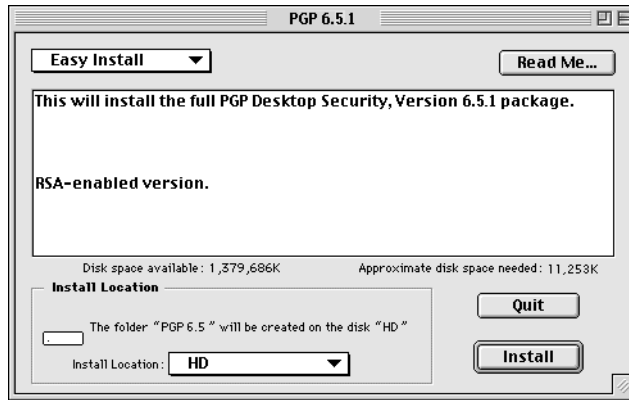 PGP 6.5.1
Easy Install
Read Me...
This will install the full PGP Desktop Security, Version 6.5.1 package.
RSA-enabled version.
Disk space available: 1,379,686K
Approximate disk space needed: 11,253K
Install Location
The folder "PGP 6.5" will be created on the disk "HD"
Install Location: HD
Quit
Install